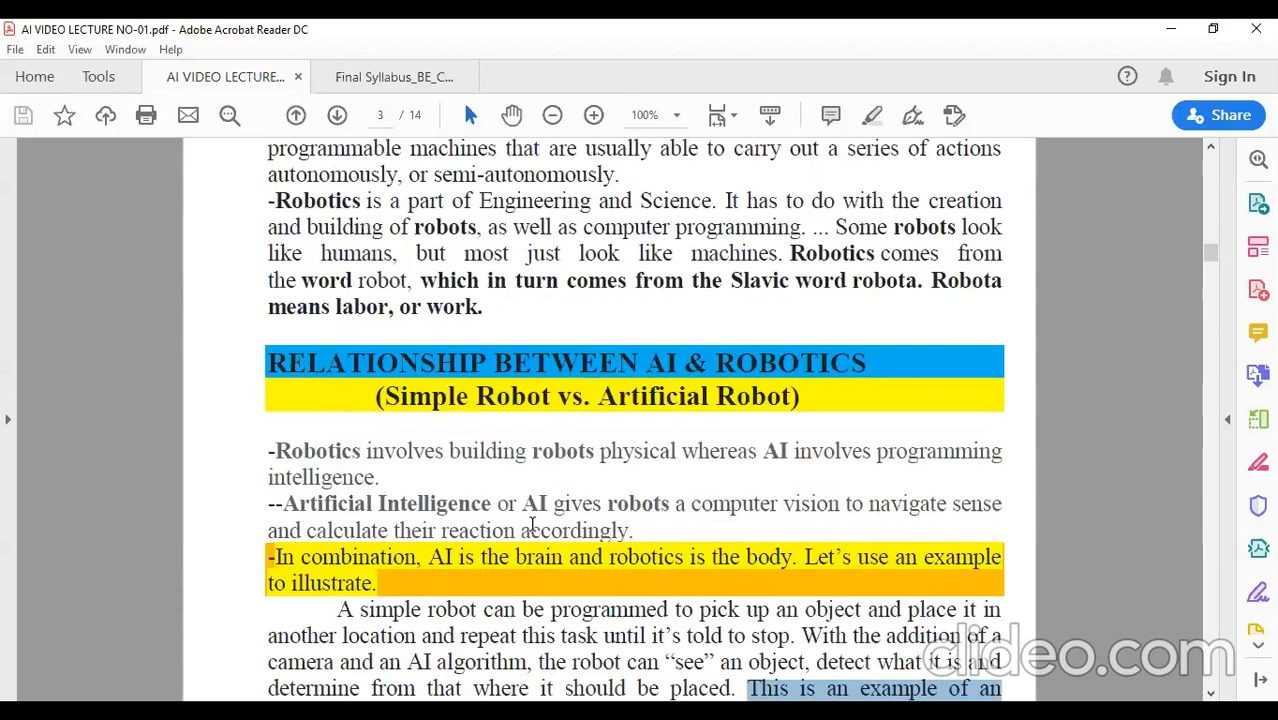 AI VIDEO LECTURE NO-01.pdf - Adobe Acrobat Reader DC
File Edit View Window Help
Home Tools AI VIDEO LECTURE... × Final Syllabus_BE_C... Sign In
3 / 14 100% Share
programmable machines that are usually able to carry out a series of actions
autonomously, or semi-autonomously.
-Robotics is a part of Engineering and Science. It has to do with the creation
and building of robots, as well as computer programming. ... Some robots look
like humans, but most just look like machines. Robotics comes from
the word robot, which in turn comes from the Slavic word robota. Robota
means labor, or work.
RELATIONSHIP BETWEEN AI & ROBOTICS
(Simple Robot vs. Artificial Robot)
-Robotics involves building robots physical whereas AI involves programming
intelligence.
--Artificial Intelligence or AI gives robots a computer vision to navigate sense
and calculate their reaction accordingly.
-In combination, AI is the brain and robotics is the body. Let’s use an example
to illustrate.
A simple robot can be programmed to pick up an object and place it in
another location and repeat this task until it’s told to stop. With the addition of a
camera and an AI algorithm, the robot can “see” an object, detect what it is and
determine from that where it should be placed. This is an example of an
clideo.com